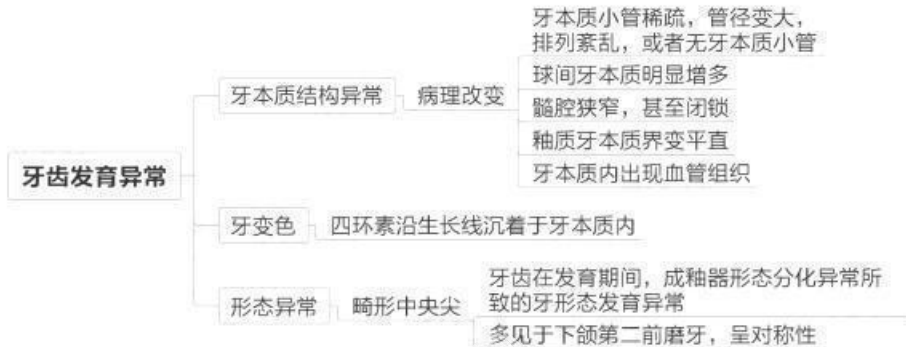 牙齿发育异常
牙本质结构异常
病理改变
牙本质小管稀疏，管径变大，
排列紊乱，或者无牙本质小管
球间牙本质明显增多
髓腔狭窄，甚至闭锁
釉质牙本质界变平直
牙本质内出现血管组织
牙变色
四环素沿生长线沉着于牙本质内
形态异常
畸形中央尖
牙齿在发育期间，成釉器形态分化异常所
致的牙形态发育异常
多见于下颌第二前磨牙，呈对称性